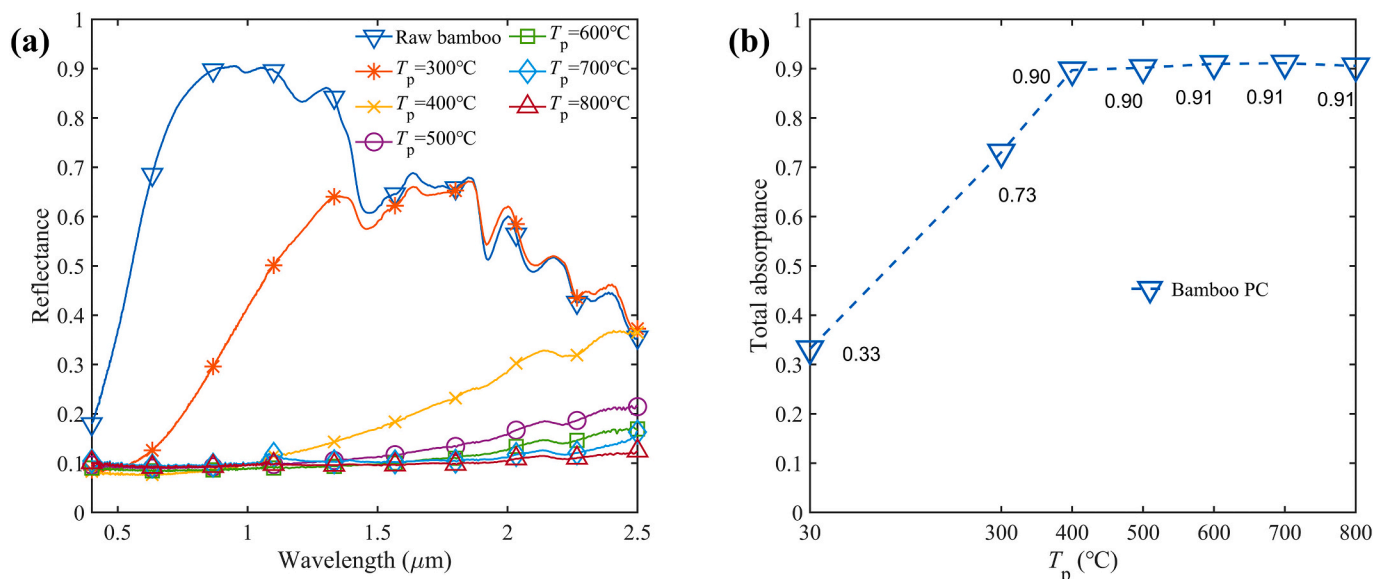 (a)
1
0.9
0.8
0.7
0.6
0.5
0.4
0.3
0.2
0.1
0
Reflectance
0.5 1 1.5 2 2.5
Wavelength (μm)
Raw bamboo
Tp=300°C
Tp=400°C
Tp=500°C
Tp=600°C
Tp=700°C
Tp=800°C
(b)
1
0.9
0.8
0.7
0.6
0.5
0.4
0.3
0.2
0.1
0
Total absorptance
0.33
0.73
0.90
0.90
0.91
0.91
0.91
Bamboo PC
30 300 400 500 600 700 800
Tp (°C)